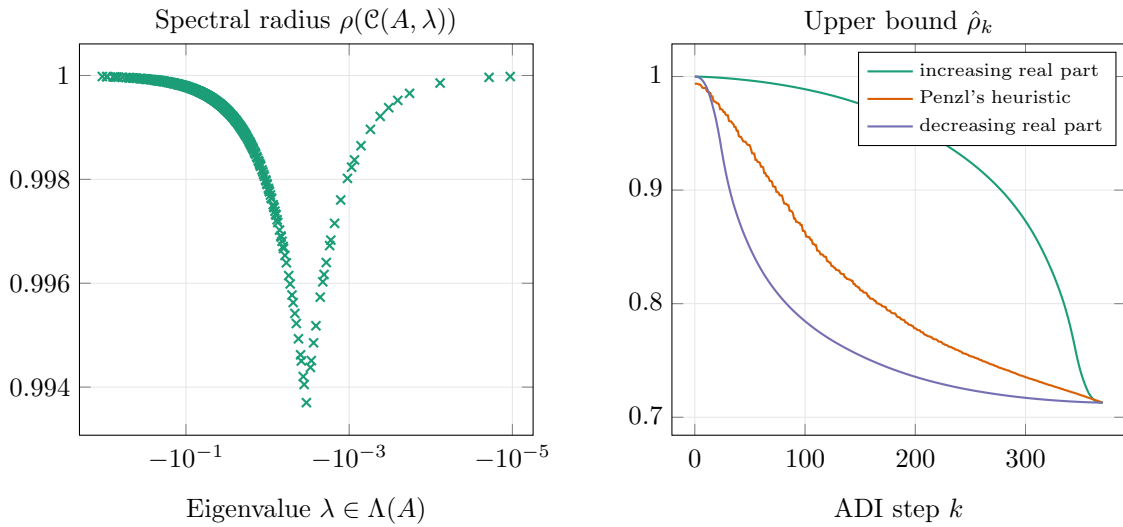 Spectral radius ρ(𝒞(A, λ))
1
0.998
0.996
0.994
−10⁻¹
−10⁻³
−10⁻⁵
Eigenvalue λ ∈ Λ(A)
Upper bound ρ̂ₖ
increasing real part
Penzl's heuristic
decreasing real part
1
0.9
0.8
0.7
0
100
200
300
ADI step k